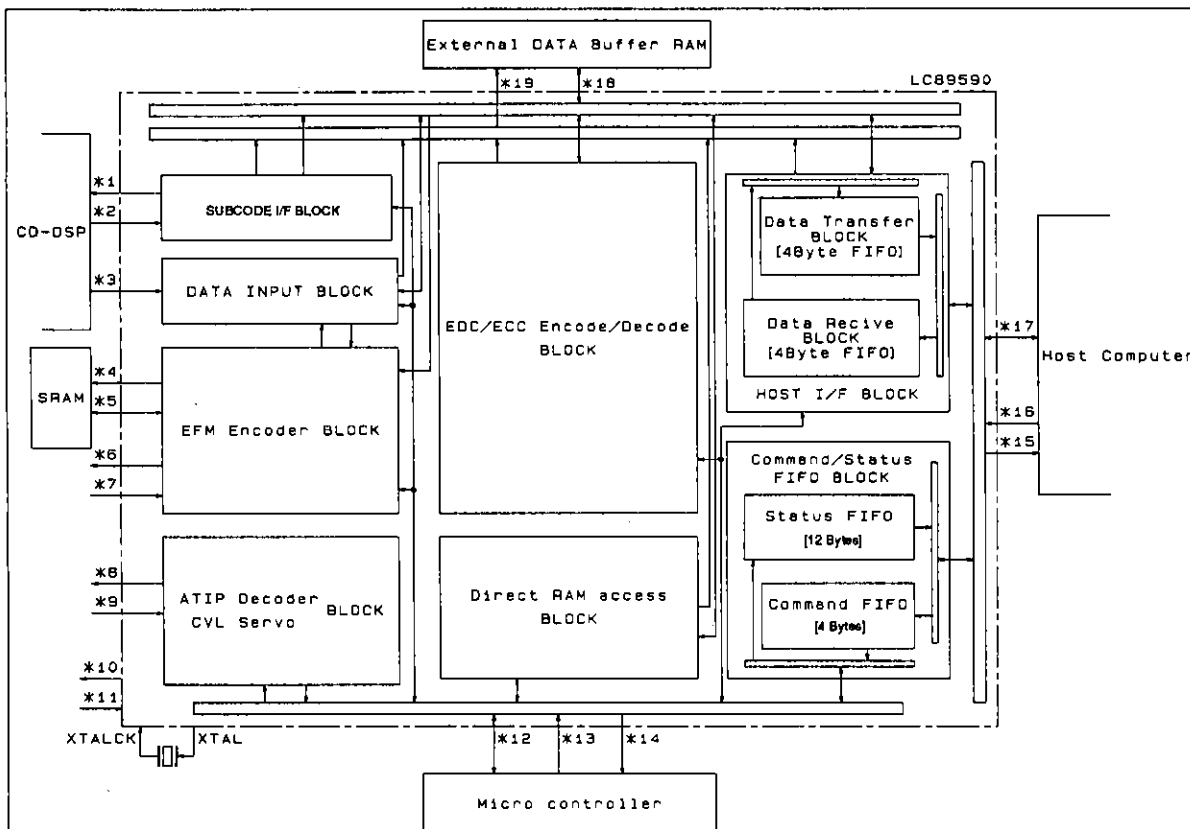 External DATA Buffer RAM
LC89590
*19
*18
*1
*2
CD-DSP
*3
SUBCODE I/F BLOCK
DATA INPUT BLOCK
EDC/ECC Encode/Decode
BLOCK
Data Transfer
BLOCK
[4Byte FIFO]
Data Recive
BLOCK
[4Byte FIFO]
HOST I/F BLOCK
*17
Host Computer
*16
*15
SRAM
*4
*5
*6
*7
EFM Encoder BLOCK
Command/Status
FIFO BLOCK
Status FIFO
[12 Bytes]
Command FIFO
[4 Bytes]
*8
*9
ATIP Decoder
CVL Servo
BLOCK
Direct RAM access
BLOCK
*10
*11
XTALCK
XTAL
*12
*13
*14
Micro controller